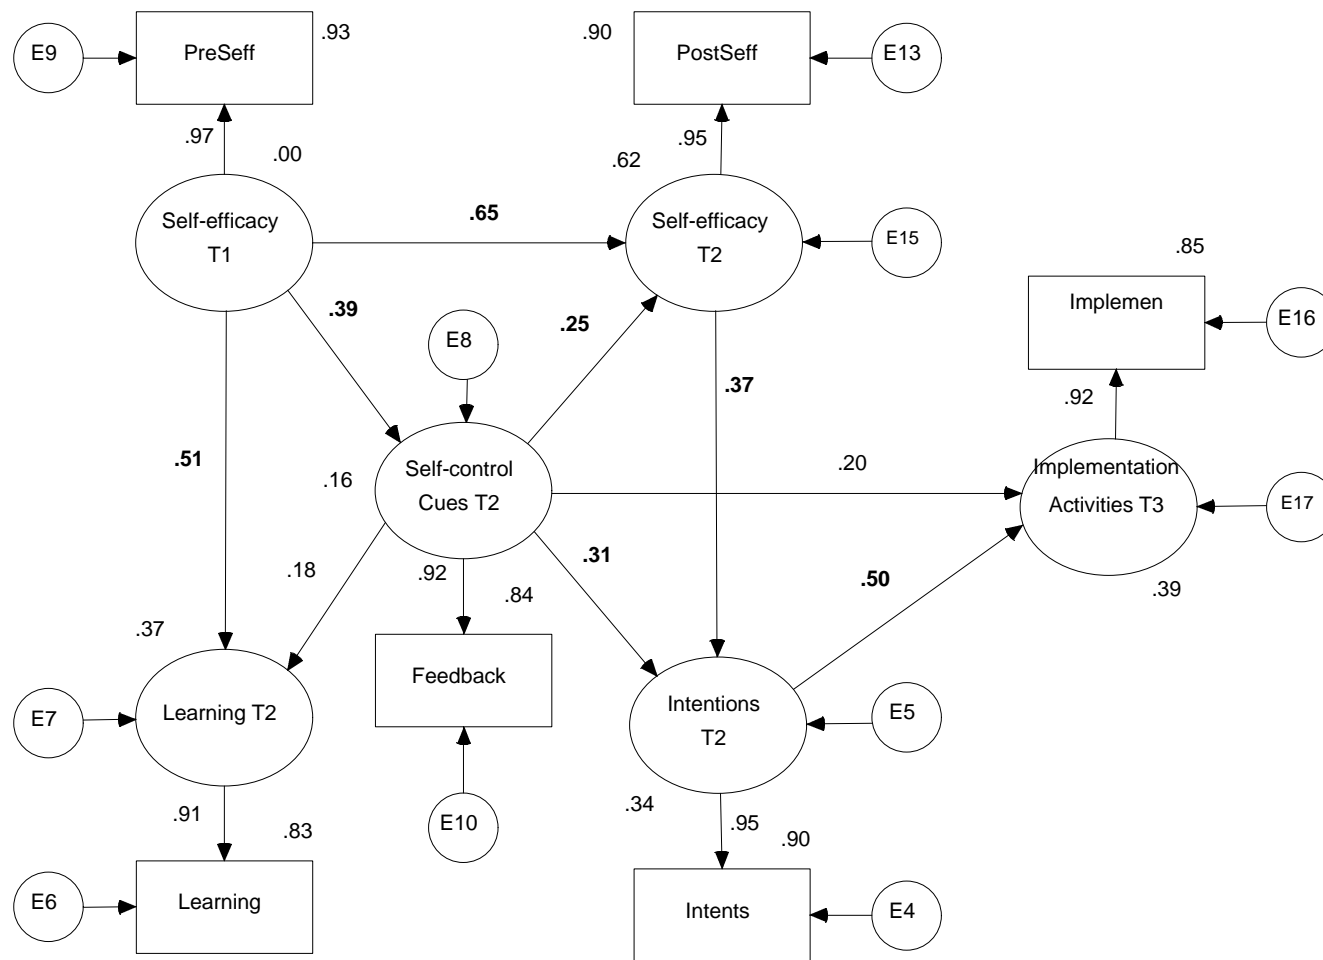 E9
PreSeff
.93
.90
PostSeff
E13
.97
.00
.95
.62
Self-efficacy
T1
.65
Self-efficacy
T2
E15
.39
.25
E8
.85
Implemen
E16
.37
.92
.51
.16
Self-control
Cues T2
.20
Implementation
Activities T3
E17
.18
.92
.84
.31
.50
.39
.37
Feedback
E7
Learning T2
Intentions
T2
E5
.91
.83
E10
.34
.95
.90
E6
Learning
Intents
E4